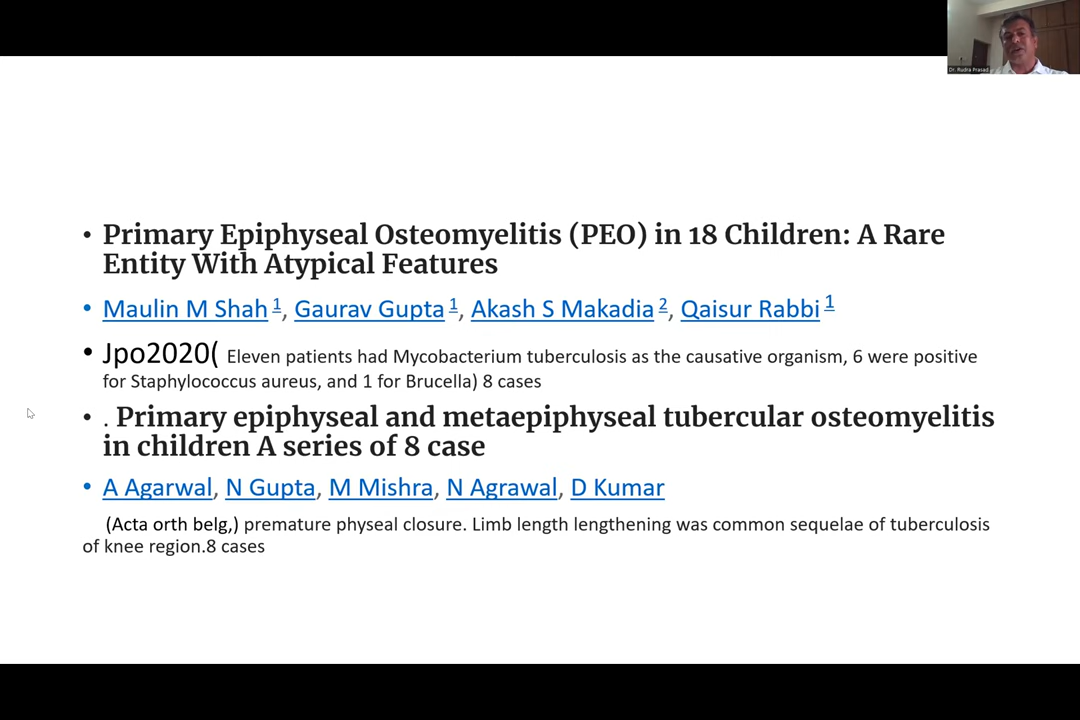 Dr. Rudra Prasad
• Primary Epiphyseal Osteomyelitis (PEO) in 18 Children: A Rare
Entity With Atypical Features
• Maulin M Shah 1, Gaurav Gupta 1, Akash S Makadia 2, Qaisur Rabbi 1
• Jpo2020( Eleven patients had Mycobacterium tuberculosis as the causative organism, 6 were positive
for Staphylococcus aureus, and 1 for Brucella) 8 cases
• . Primary epiphyseal and metaepiphyseal tubercular osteomyelitis
in children A series of 8 case
• A Agarwal, N Gupta, M Mishra, N Agrawal, D Kumar
(Acta orth belg,) premature physeal closure. Limb length lengthening was common sequelae of tuberculosis
of knee region.8 cases